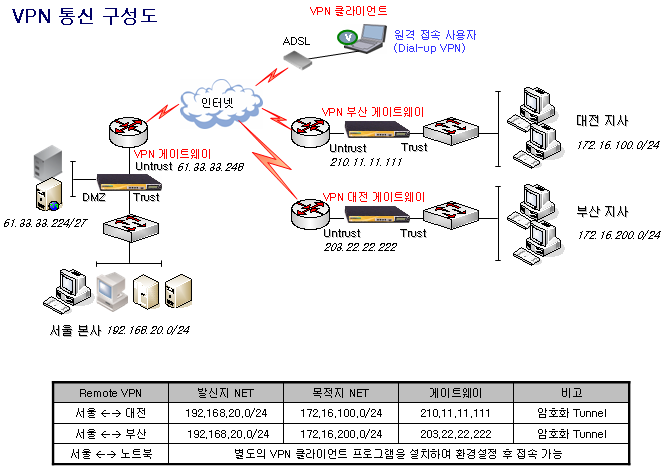 VPN 통신 구성도
VPN 클라이언트
ADSL
V
원격 접속 사용자
(Dial-up VPN)
인터넷
VPN 부산 게이트웨이
Untrust
Trust
210.11.11.111
대전 지사
172.16.100.0/24
VPN 게이트웨이
Untrust 61.33.33.248
DMZ
Trust
61.33.33.224/27
VPN 대전 게이트웨이
Untrust
Trust
203.22.22.222
부산 지사
172.16.200.0/24
서울 본사 192.168.20.0/24
Remote VPN 발신지 NET 목적지 NET 게이트웨이 비고
서울 <-> 대전 192,168,20,0/24 172,16,100,0/24 210,11,11,111 암호화 Tunnel
서울 <-> 부산 192,168,20,0/24 172,16,200,0/24 203,22,22,222 암호화 Tunnel
서울 <-> 노트북 별도의 VPN 클라이언트 프로그램을 설치하여 환경설정 후 접속 가능